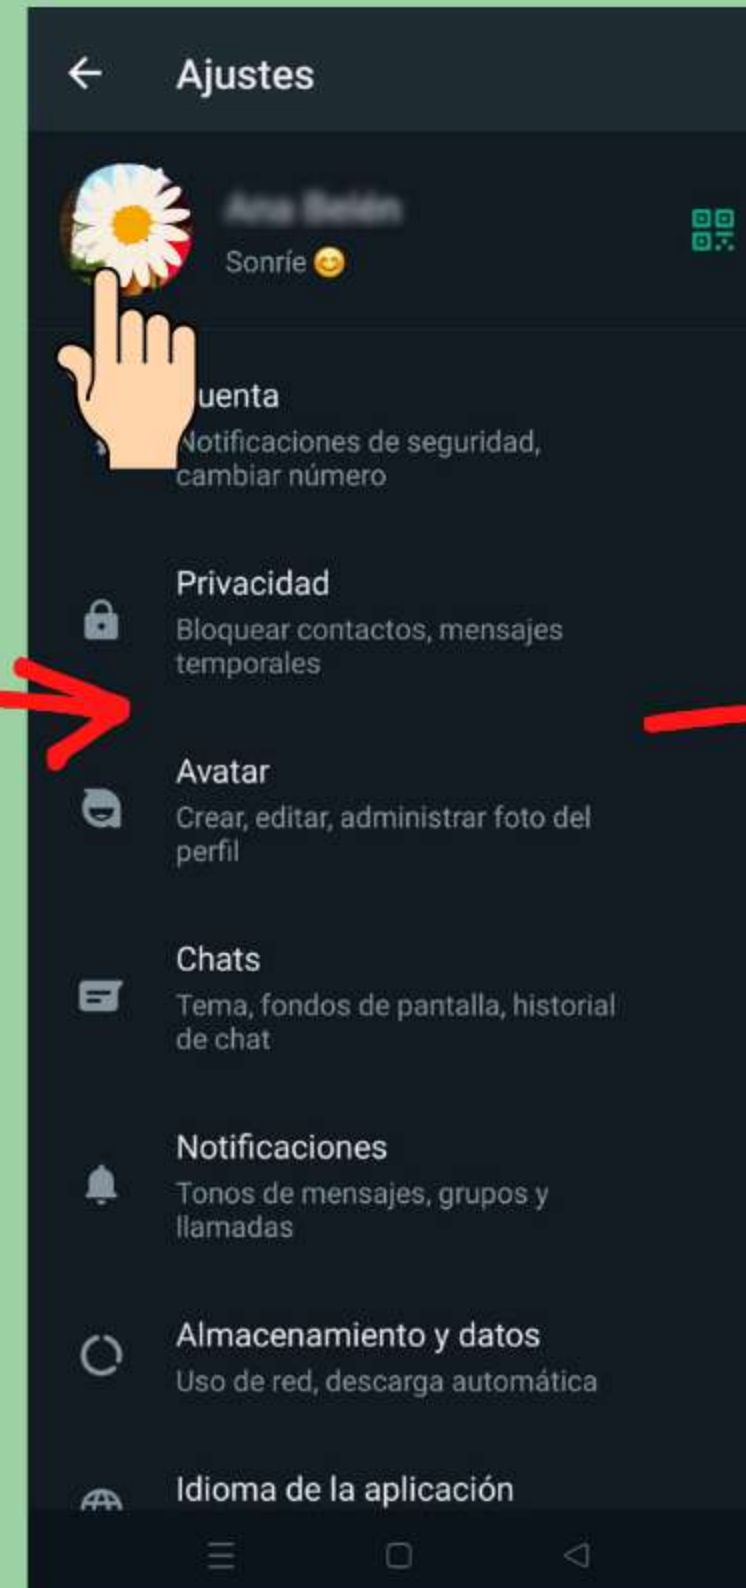 Ajustes
Sonríe 😊
uenta
Notificaciones de seguridad,
cambiar número
Privacidad
Bloquear contactos, mensajes
temporales
Avatar
Crear, editar, administrar foto del
perfil
Chats
Tema, fondos de pantalla, historial
de chat
Notificaciones
Tonos de mensajes, grupos y
llamadas
Almacenamiento y datos
Uso de red, descarga automática
Idioma de la aplicación